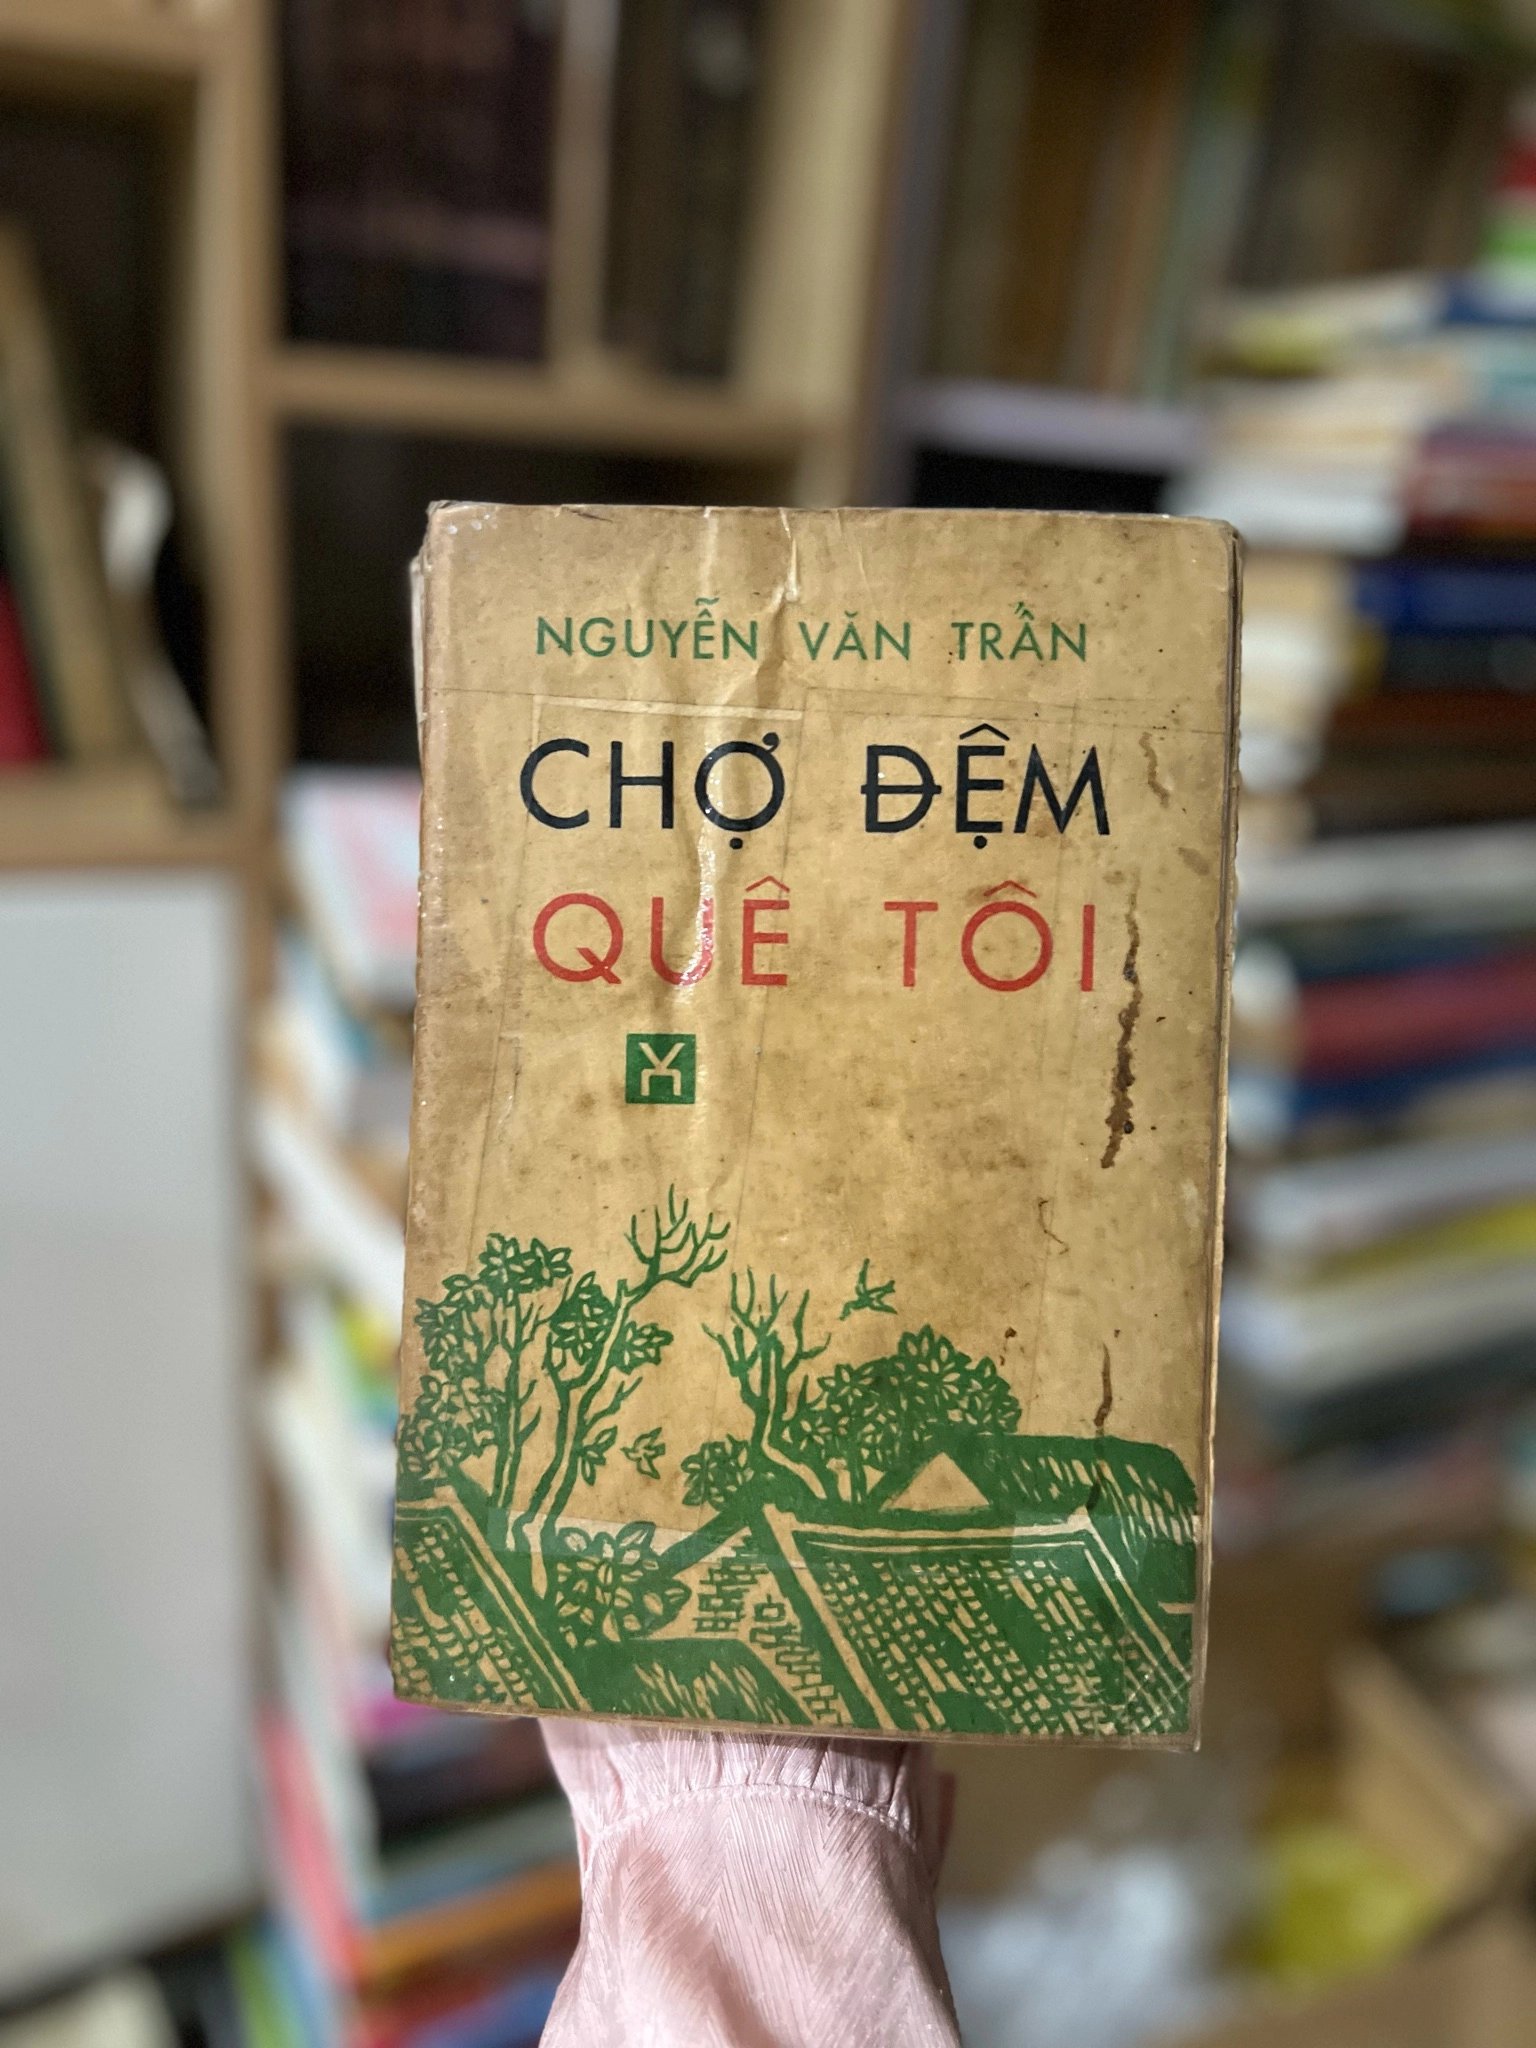 NGUYỄN VĂN TRẦN
CHỢ ĐỆM
QUÊ TÔI